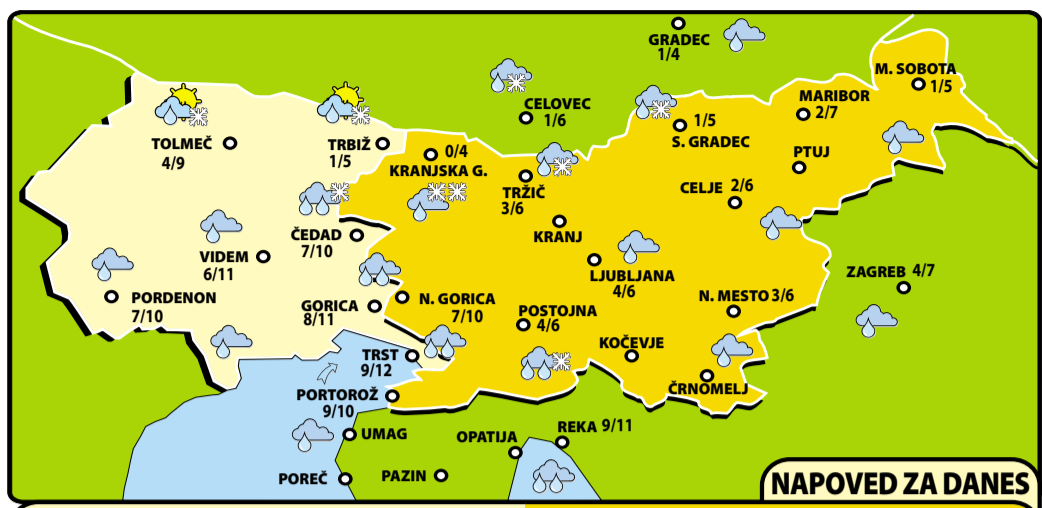 GRADEC
1/4
M. SOBOTA
1/5
CELOVEC
1/6
MARIBOR
2/7
1/5
S. GRADEC
TOLMEČ
4/9
TRBIŽ
1/5
0/4
KRANJSKA G.
PTUJ
TRŽIČ
3/6
CELJE 2/6
KRANJ
ČEDAD
7/10
VIDEM
6/11
LJUBLJANA
4/6
ZAGREB 4/7
PORDENON
7/10
GORICA
8/11
N. GORICA
7/10
POSTOJNA
4/6
N. MESTO 3/6
KOČEVJE
TRST
9/12
ČRNOMELJ
PORTOROŽ
9/10
UMAG
OPATIJA
REKA 9/11
POREČ
PAZIN
NAPOVED ZA DANES